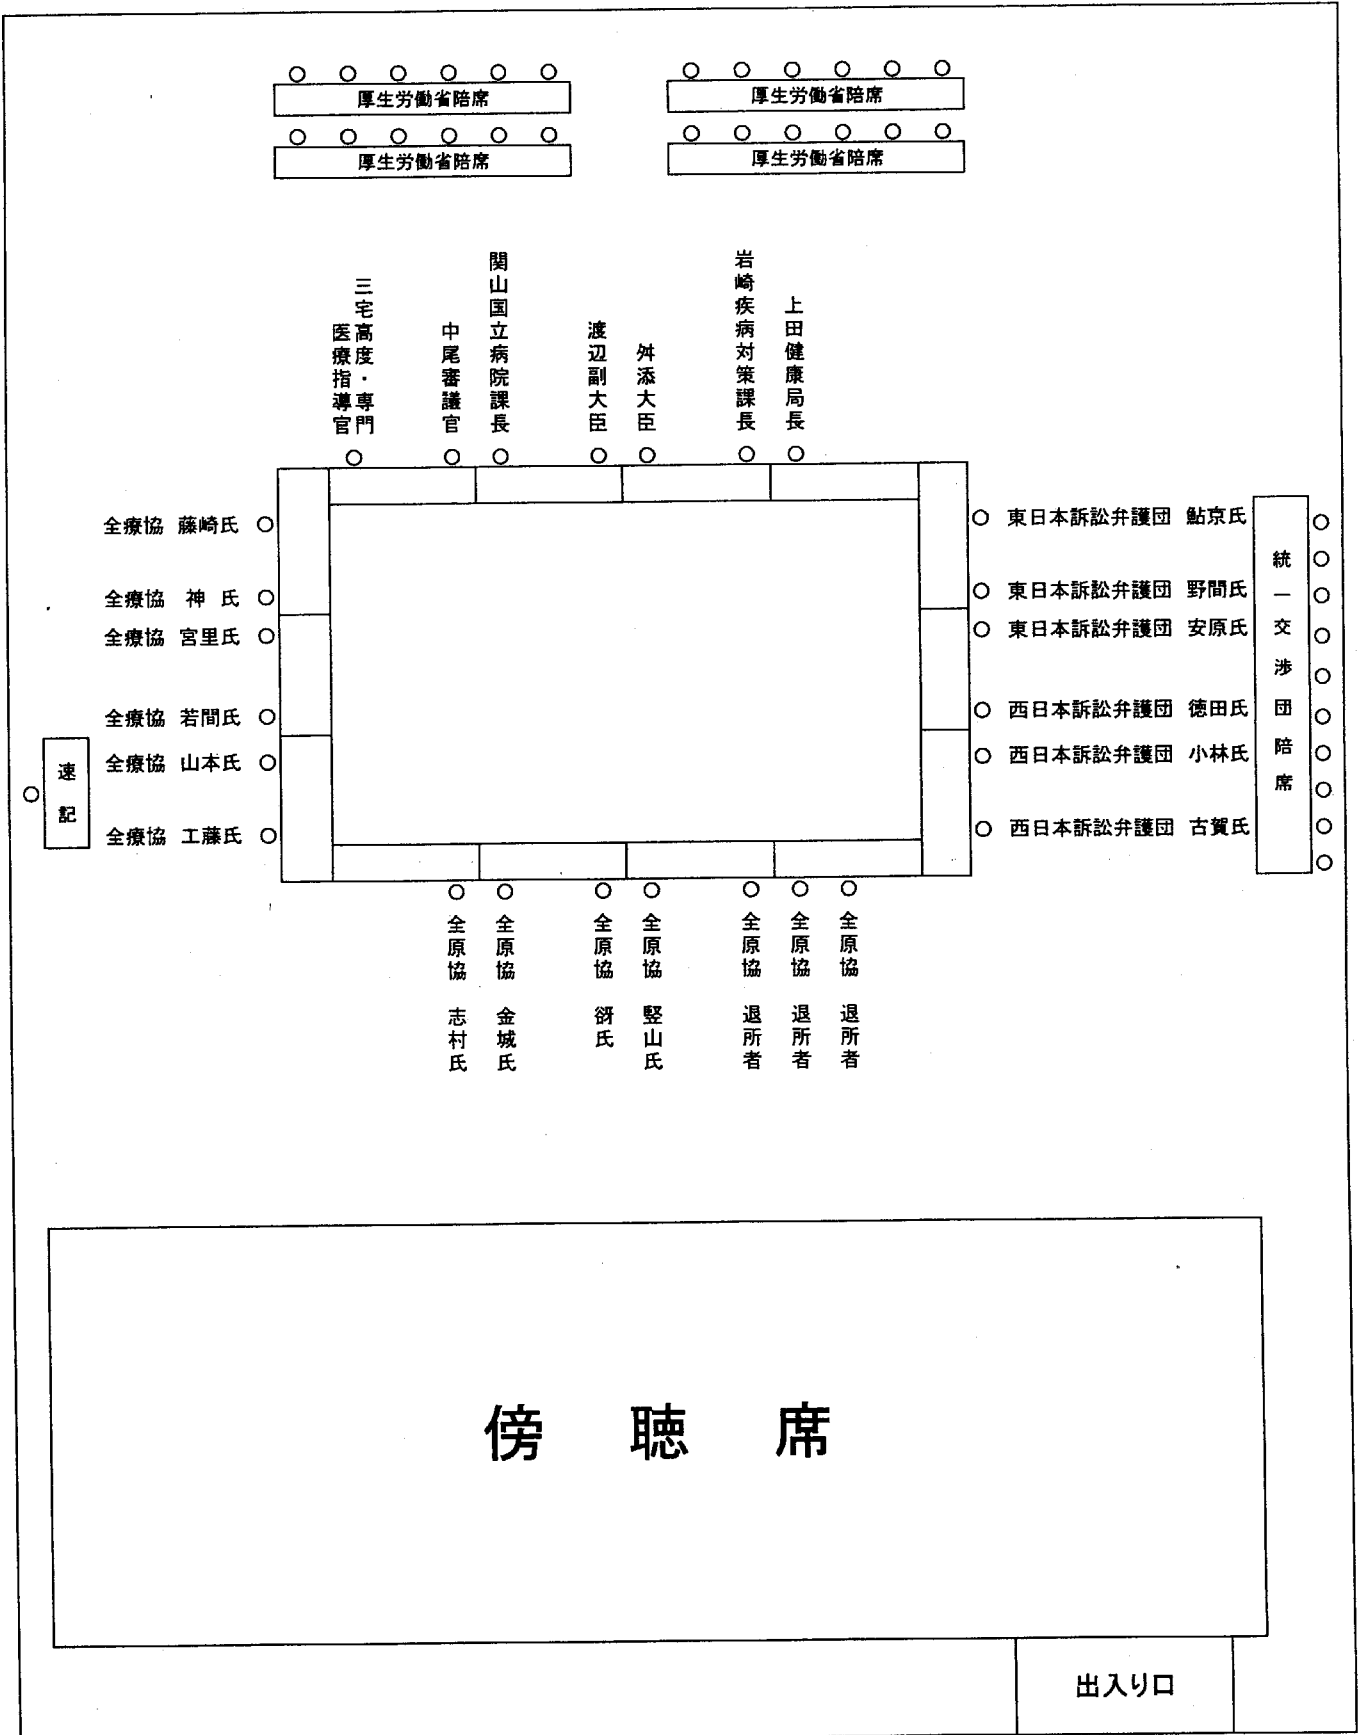 厚生労働省陪席
厚生労働省陪席
厚生労働省陪席
厚生労働省陪席
三宅高度・専門
医療指導官
中尾審議官
関山国立病院課長
渡辺副大臣
舛添大臣
岩崎疾病対策課長
上田健康局長
全療協 藤崎氏
全療協 神 氏
全療協 宮里氏
全療協 若間氏
全療協 山本氏
全療協 工藤氏
速記
東日本訴訟弁護団 鮎京氏
東日本訴訟弁護団 野間氏
東日本訴訟弁護団 安原氏
西日本訴訟弁護団 徳田氏
西日本訴訟弁護団 小林氏
西日本訴訟弁護団 古賀氏
統一交渉団陪席
全原協 志村氏
全原協 金城氏
全原協 谺氏
全原協 竪山氏
全原協 退所者
全原協 退所者
全原協 退所者
傍聴席
出入り口